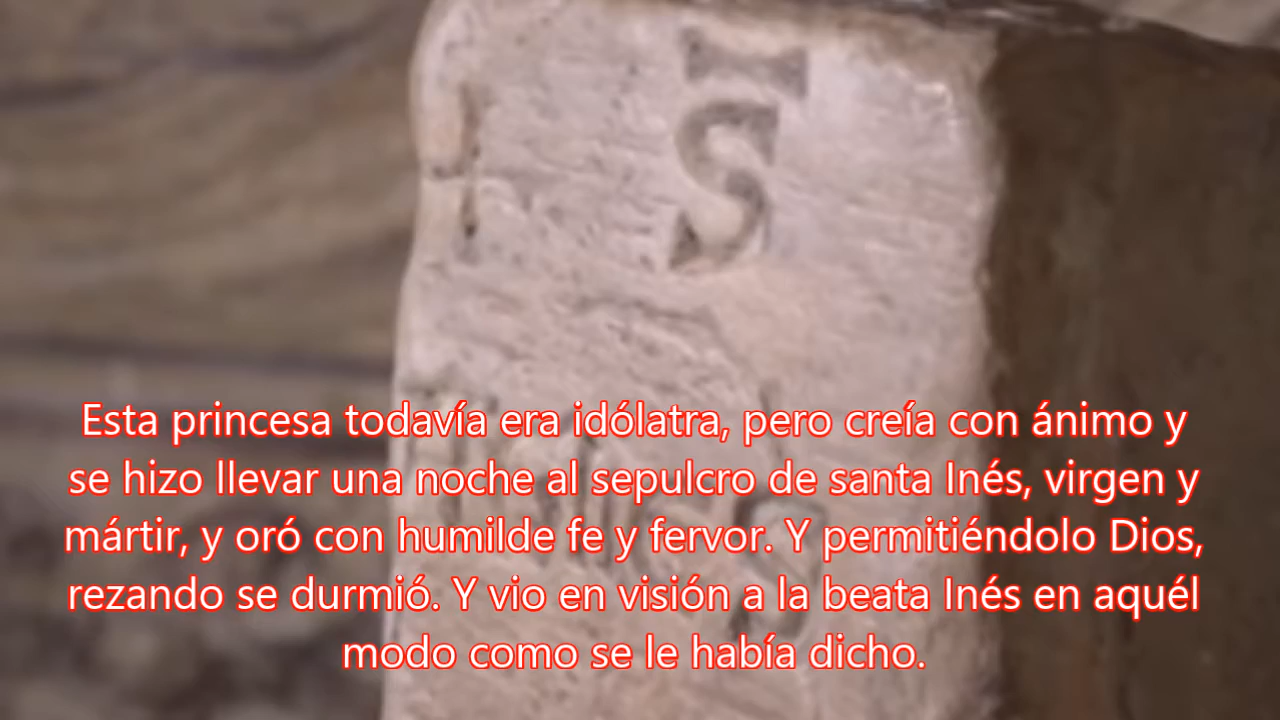 S
Esta princesa todavía era idólatra, pero creía con ánimo y
se hizo llevar una noche al sepulcro de santa Inés, virgen y
mártir, y oró con humilde fe y fervor. Y permitiéndolo Dios,
rezando se durmió. Y vio en visión a la beata Inés en aquél
modo como se le había dicho.